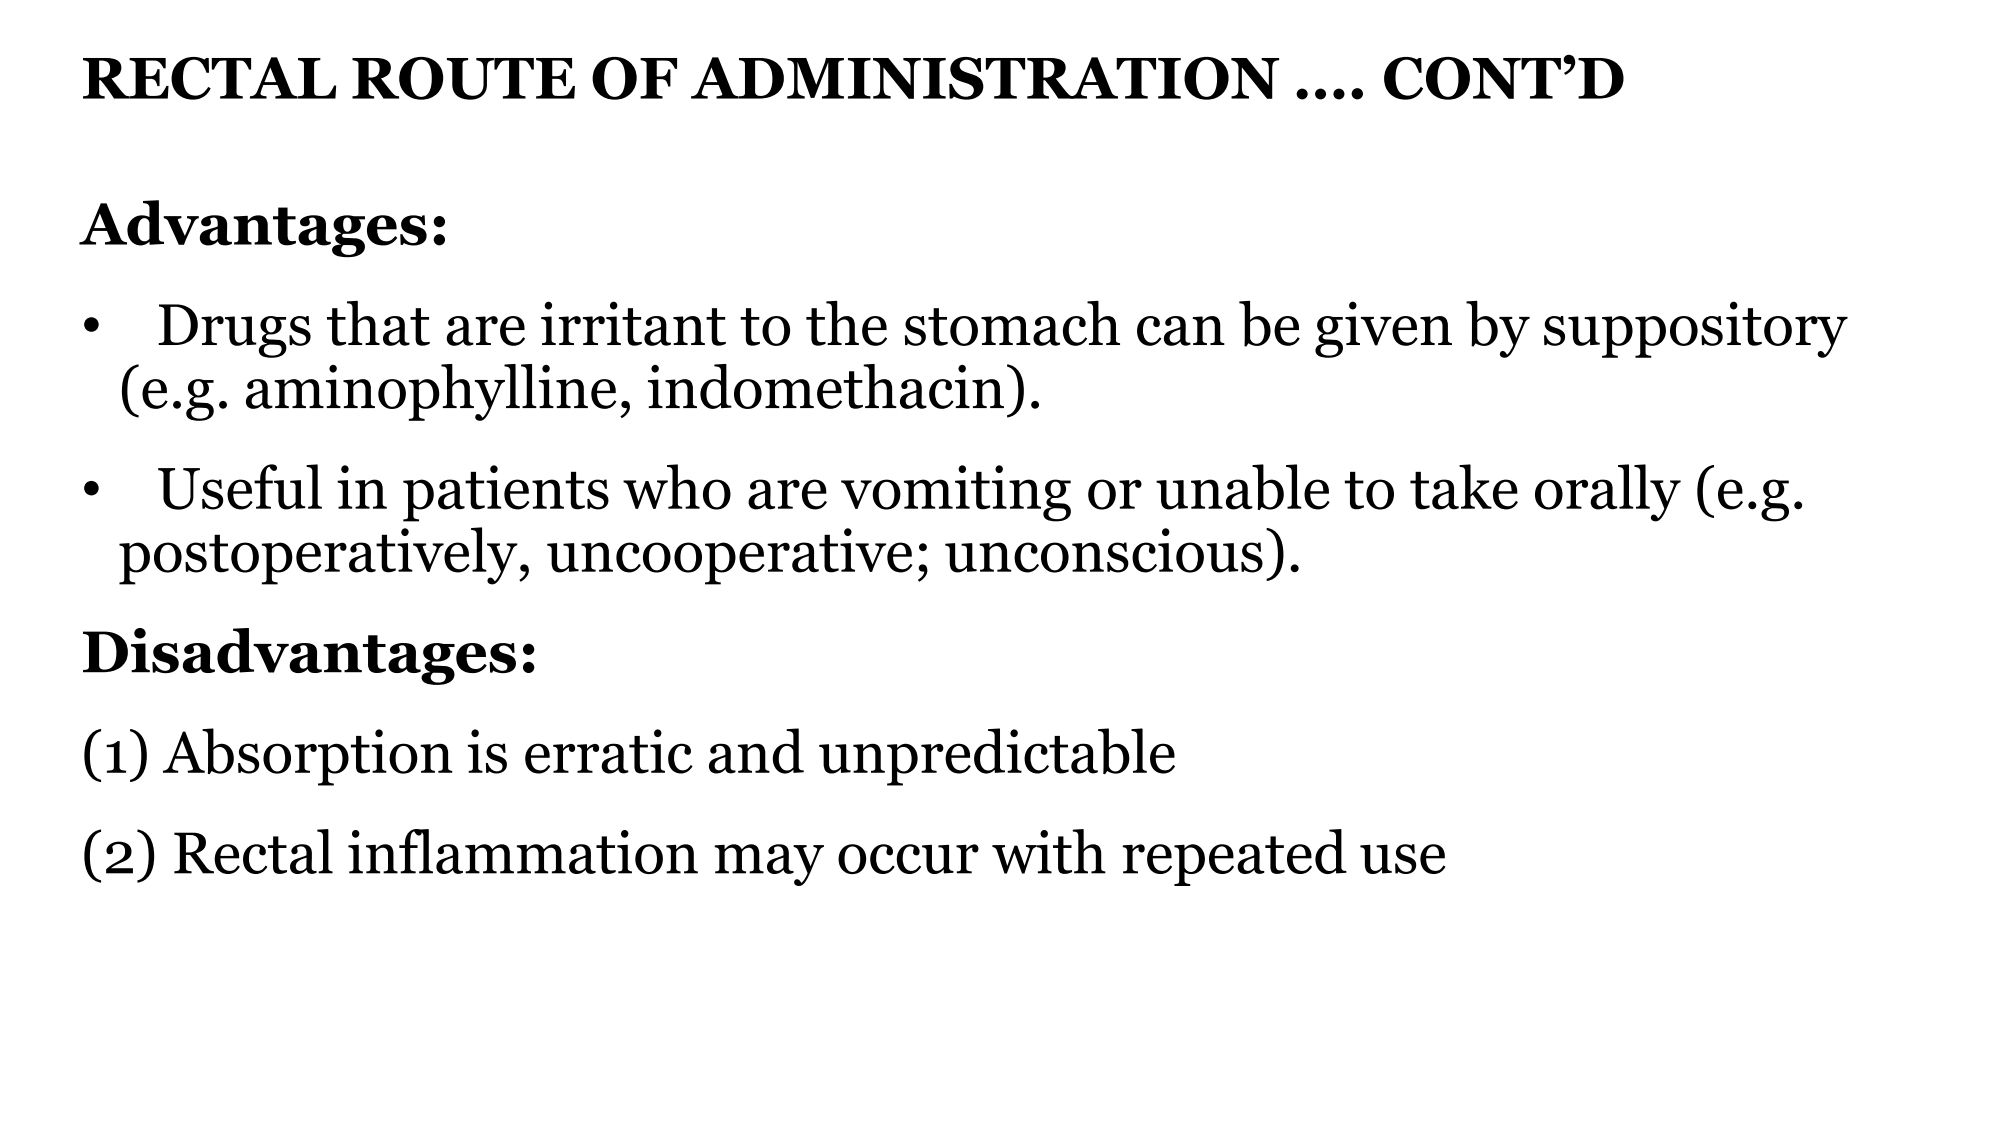 RECTAL ROUTE OF ADMINISTRATION .... CONT’D
Advantages:
• Drugs that are irritant to the stomach can be given by suppository
(e.g. aminophylline, indomethacin).
• Useful in patients who are vomiting or unable to take orally (e.g.
postoperatively, uncooperative; unconscious).
Disadvantages:
(1) Absorption is erratic and unpredictable
(2) Rectal inflammation may occur with repeated use